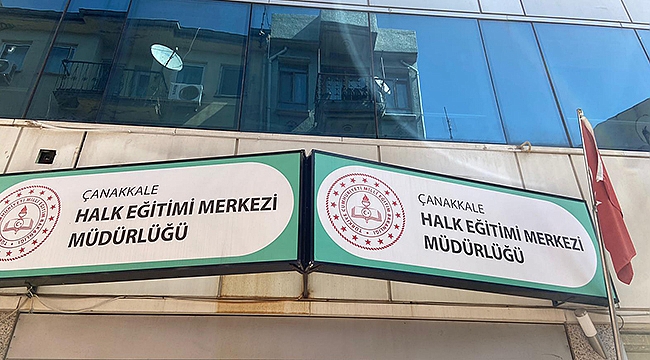 ÇANAKKALE
HALK EĞİTİMİ MERKEZİ
MÜDÜRLÜĞÜ
ÇANAKKALE
HALK EĞİTİMİ MERKEZİ
MÜDÜRLÜĞÜ